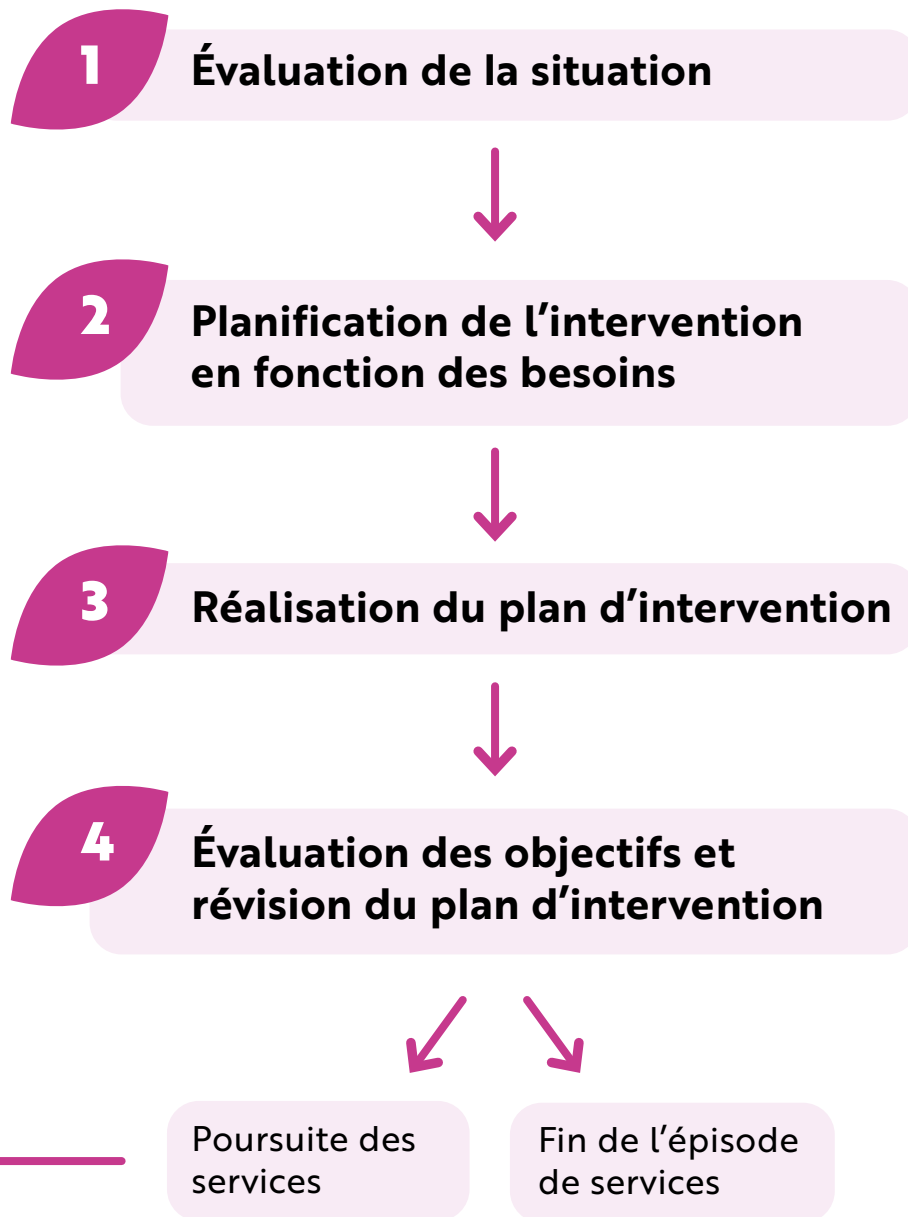 1
Évaluation de la situation
2
Planification de l’intervention
en fonction des besoins
3
Réalisation du plan d’intervention
4
Évaluation des objectifs et
révision du plan d’intervention
Poursuite des
services
Fin de l’épisode
de services